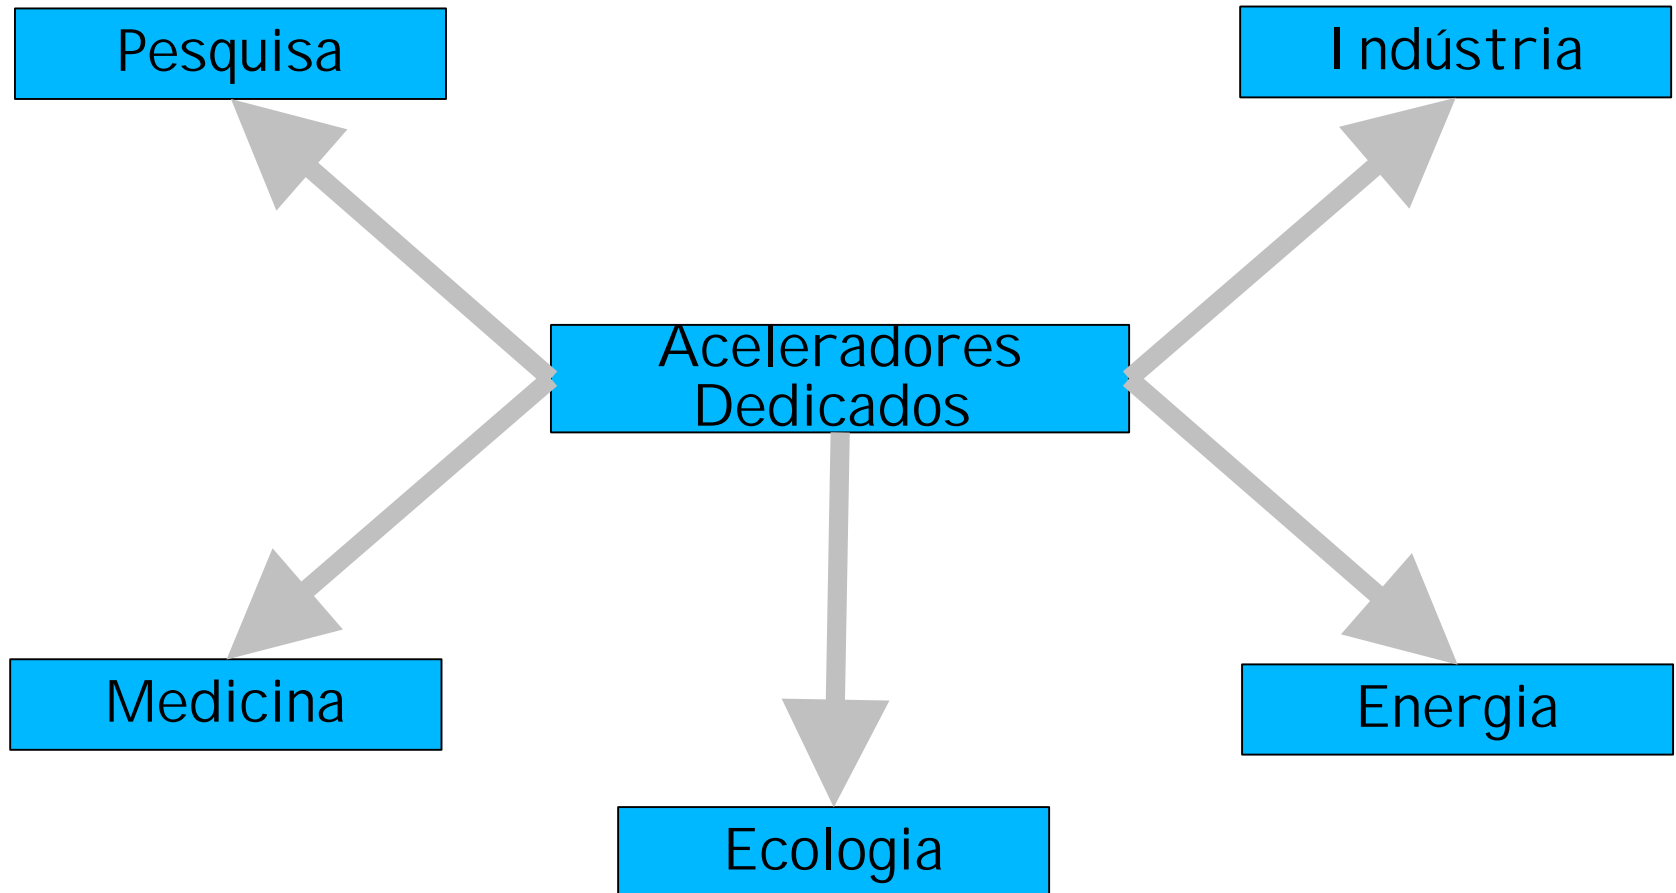 Pesquisa
Indústria
Aceleradores
Dedicados
Medicina
Energia
Ecologia